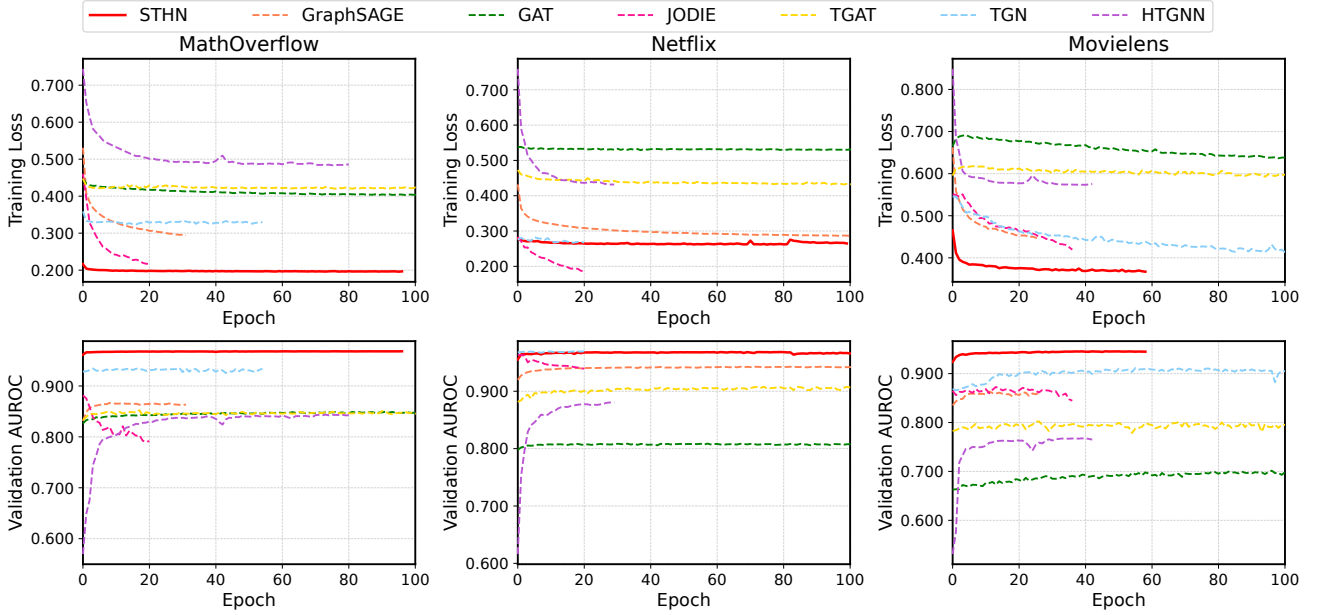 STHN GraphSAGE GAT JODIE TGAT TGN HTGNN
MathOverflow
Training Loss
0.700
0.600
0.500
0.400
0.300
0.200
0 20 40 60 80 100
Epoch
Netflix
Training Loss
0.700
0.600
0.500
0.400
0.300
0.200
0 20 40 60 80 100
Epoch
Movielens
Training Loss
0.800
0.700
0.600
0.500
0.400
0 20 40 60 80 100
Epoch
Validation AUROC
0.900
0.800
0.700
0.600
0 20 40 60 80 100
Epoch
Validation AUROC
0.900
0.800
0.700
0.600
0 20 40 60 80 100
Epoch
Validation AUROC
0.900
0.800
0.700
0.600
0 20 40 60 80 100
Epoch